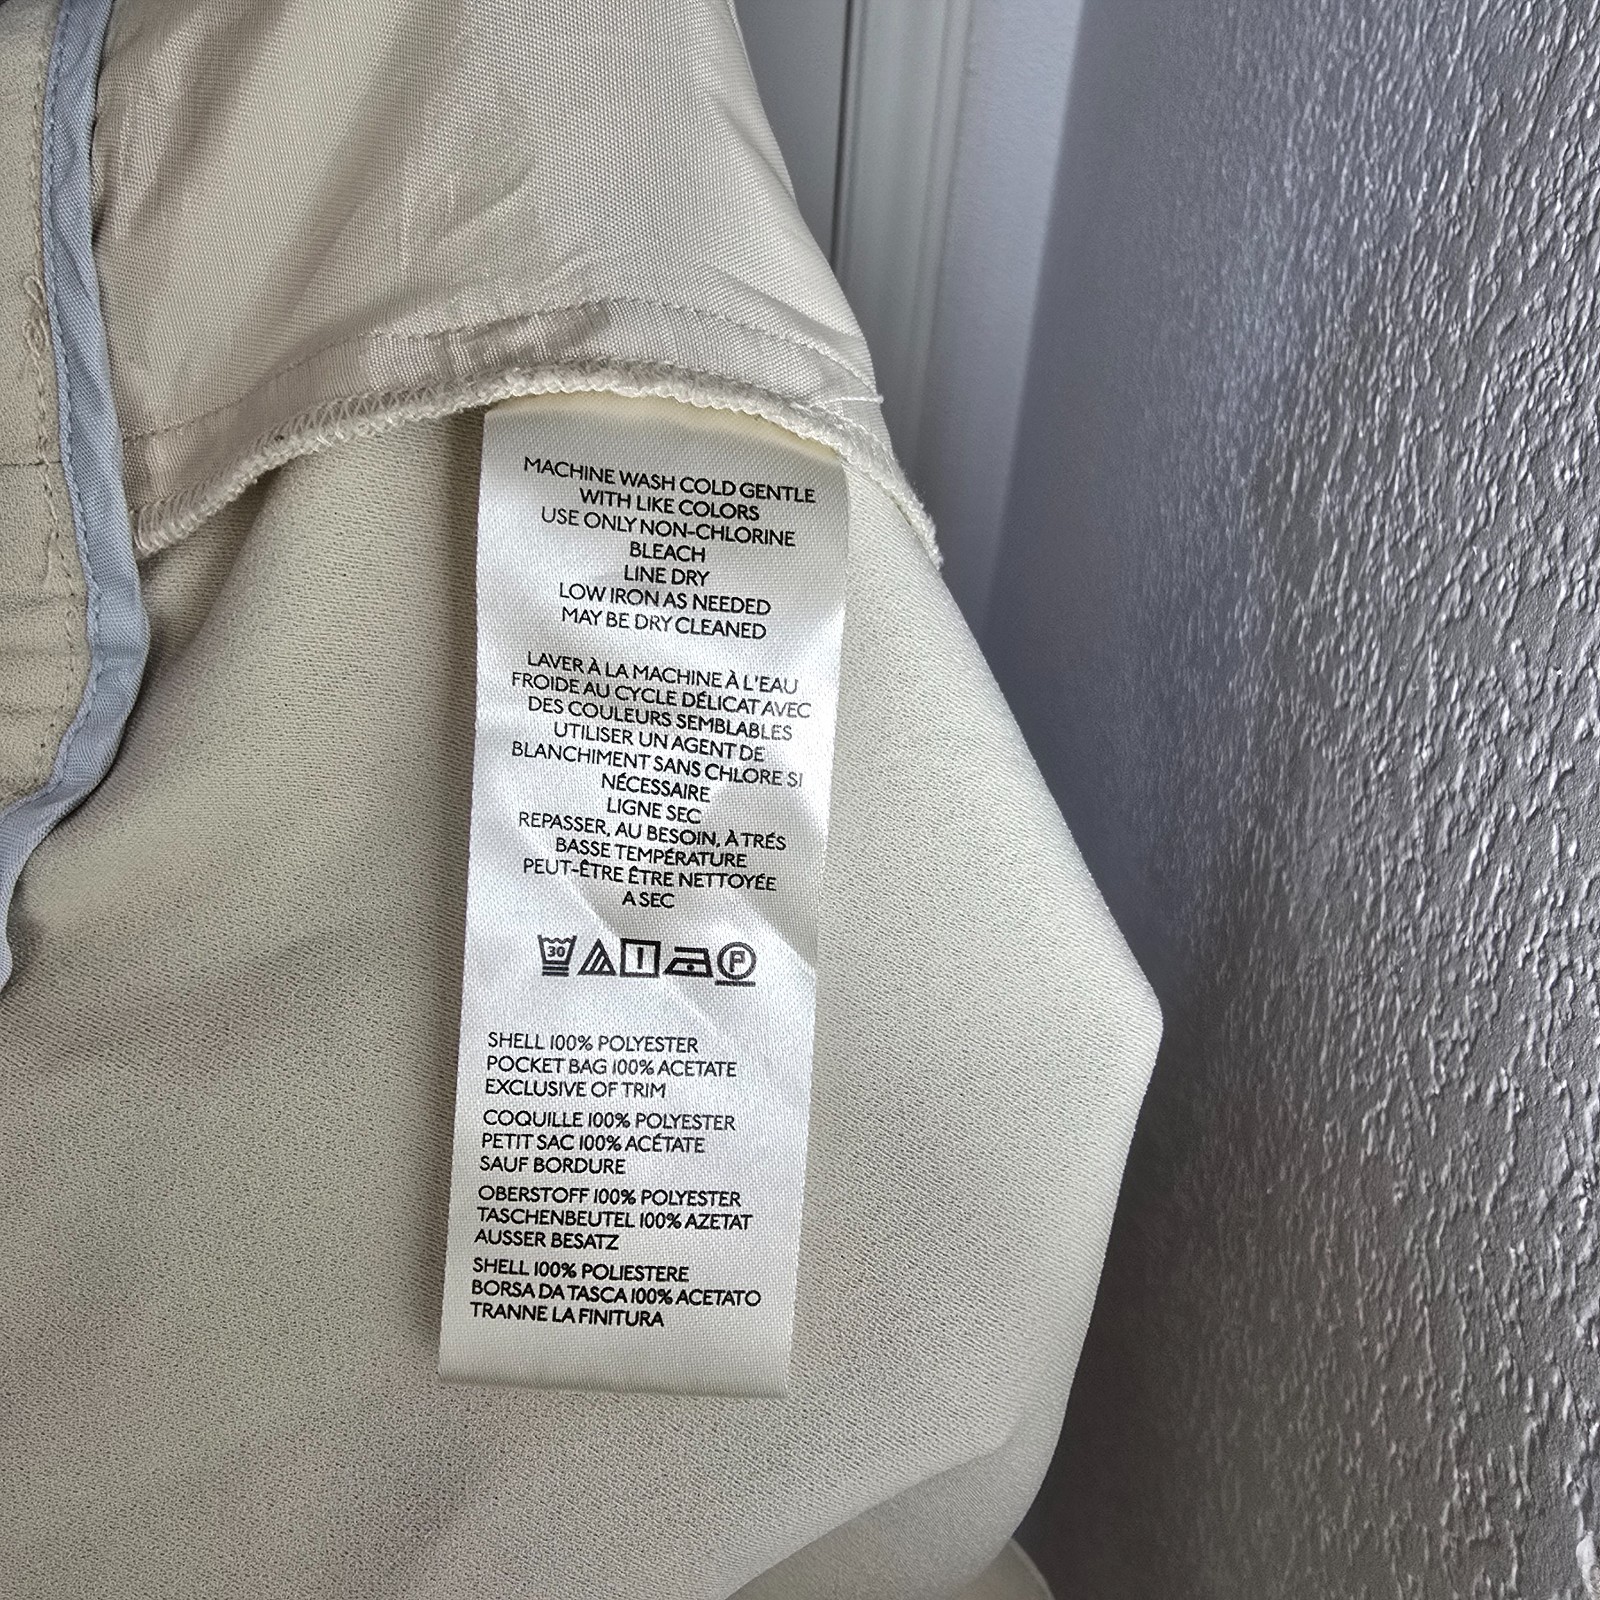 MACHINE WASH COLD GENTLE
WITH LIKE COLORS
USE ONLY NON-CHLORINE
BLEACH
LINE DRY
LOW IRON AS NEEDED
MAY BE DRY CLEANED
LAVER À LA MACHINE À L'EAU
FROIDE AU CYCLE DÉLICAT AVEC
DES COULEURS SEMBLABLES
UTILISER UN AGENT DE
BLANCHIMENT SANS CHLORE SI
NÉCESSAIRE
LIGNE SEC
REPASSER, AU BESOIN, À TRÉS
BASSE TEMPÉRATURE
PEUT-ÊTRE ÊTRE NETTOYÉE
A SEC
30 P
SHELL 100% POLYESTER
POCKET BAG 100% ACETATE
EXCLUSIVE OF TRIM
COQUILLE 100% POLYESTER
PETIT SAC 100% ACÉTATE
SAUF BORDURE
OBERSTOFF 100% POLYESTER
TASCHENBEUTEL 100% AZETAT
AUSSER BESATZ
SHELL 100% POLIESTERE
BORSA DA TASCA 100% ACETATO
TRANNE LA FINITURA